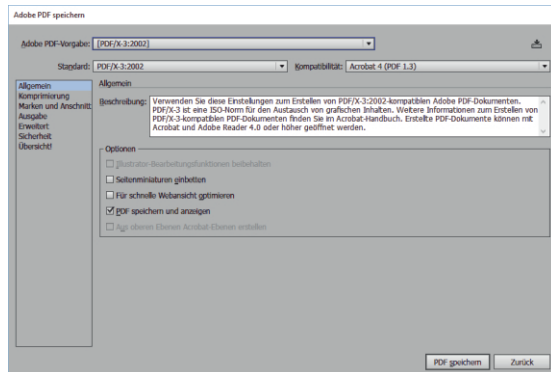 Adobe PDF speichern
Adobe PDF-Vorgabe: [PDF/X-3:2002]
Standard: PDF/X-3:2002 Kompatibilität: Acrobat 4 (PDF 1.3)
Allgemein
Komprimierung
Marken und Anschnitt
Ausgabe
Erweitert
Sicherheit
Übersicht!
Allgemein
Beschreibung: Verwenden Sie diese Einstellungen zum Erstellen von PDF/X-3:2002-kompatiblen Adobe PDF-Dokumenten.
PDF/X-3 ist eine ISO-Norm für den Austausch von grafischen Inhalten. Weitere Informationen zum Erstellen von
PDF/X-3-kompatiblen PDF-Dokumenten finden Sie im Acrobat-Handbuch. Erstellte PDF-Dokumente können mit
Acrobat und Adobe Reader 4.0 oder höher geöffnet werden.
Optionen
Illustrator-Bearbeitungsfunktionen beibehalten
Seitenminiaturen einbetten
Für schnelle Webansicht optimieren
PDF speichern und anzeigen
Aus oberen Ebenen Acrobat-Ebenen erstellen
PDF speichern Zurück